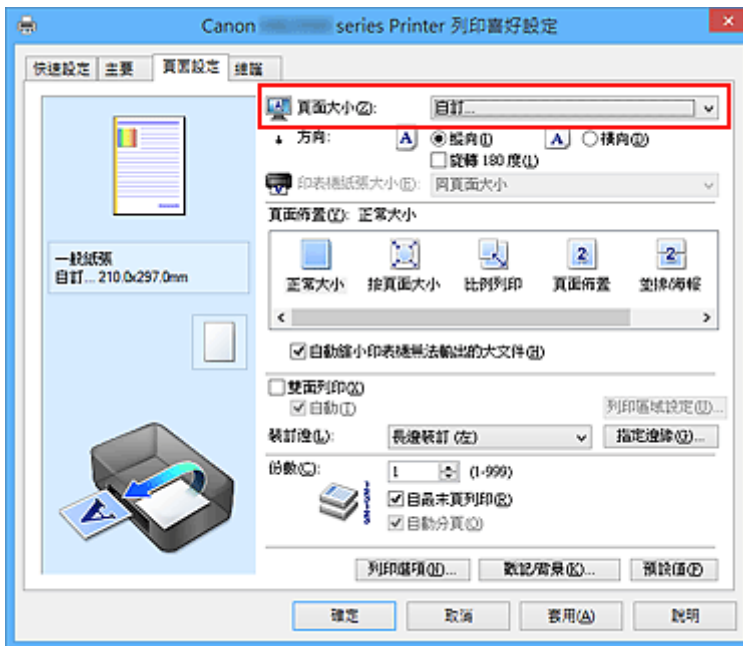 Canon series Printer 列印喜好設定
快速設定 主要 頁面設定 維護
頁面大小(Z): 自訂...
方向: A 縱向(I) A 橫向(O)
旋轉 180 度(L)
印表機紙張大小(E): 同頁面大小
頁面佈置(Y): 正常大小
正常大小 按頁面大小 比例列印 頁面佈置 並排/海報
一般紙張
自訂... 210.0x297.0mm
自動縮小印表機無法輸出的大文件(H)
雙面列印(X)
自動(T) 列印區域設定(U)...
裝訂邊(L): 長邊裝訂 (左) 指定邊緣(G)...
份數(C): 1 (1-999)
自最末頁列印(R)
自動分頁(O)
列印選項(N)... 戳記/背景(K)... 預設值(F)
確定 取消 套用(A) 說明